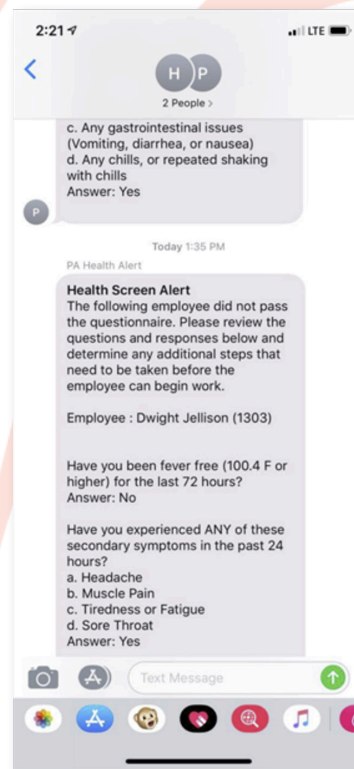 2:21
LTE
H P
2 People >
c. Any gastrointestinal issues
(Vomiting, diarrhea, or nausea)
d. Any chills, or repeated shaking
with chills
Answer: Yes
P
Today 1:35 PM
PA Health Alert
Health Screen Alert
The following employee did not pass
the questionnaire. Please review the
questions and responses below and
determine any additional steps that
need to be taken before the
employee can begin work.
Employee : Dwight Jellison (1303)
Have you been fever free (100.4 F or
higher) for the last 72 hours?
Answer: No
Have you experienced ANY of these
secondary symptoms in the past 24
hours?
a. Headache
b. Muscle Pain
c. Tiredness or Fatigue
d. Sore Throat
Answer: Yes
Text Message